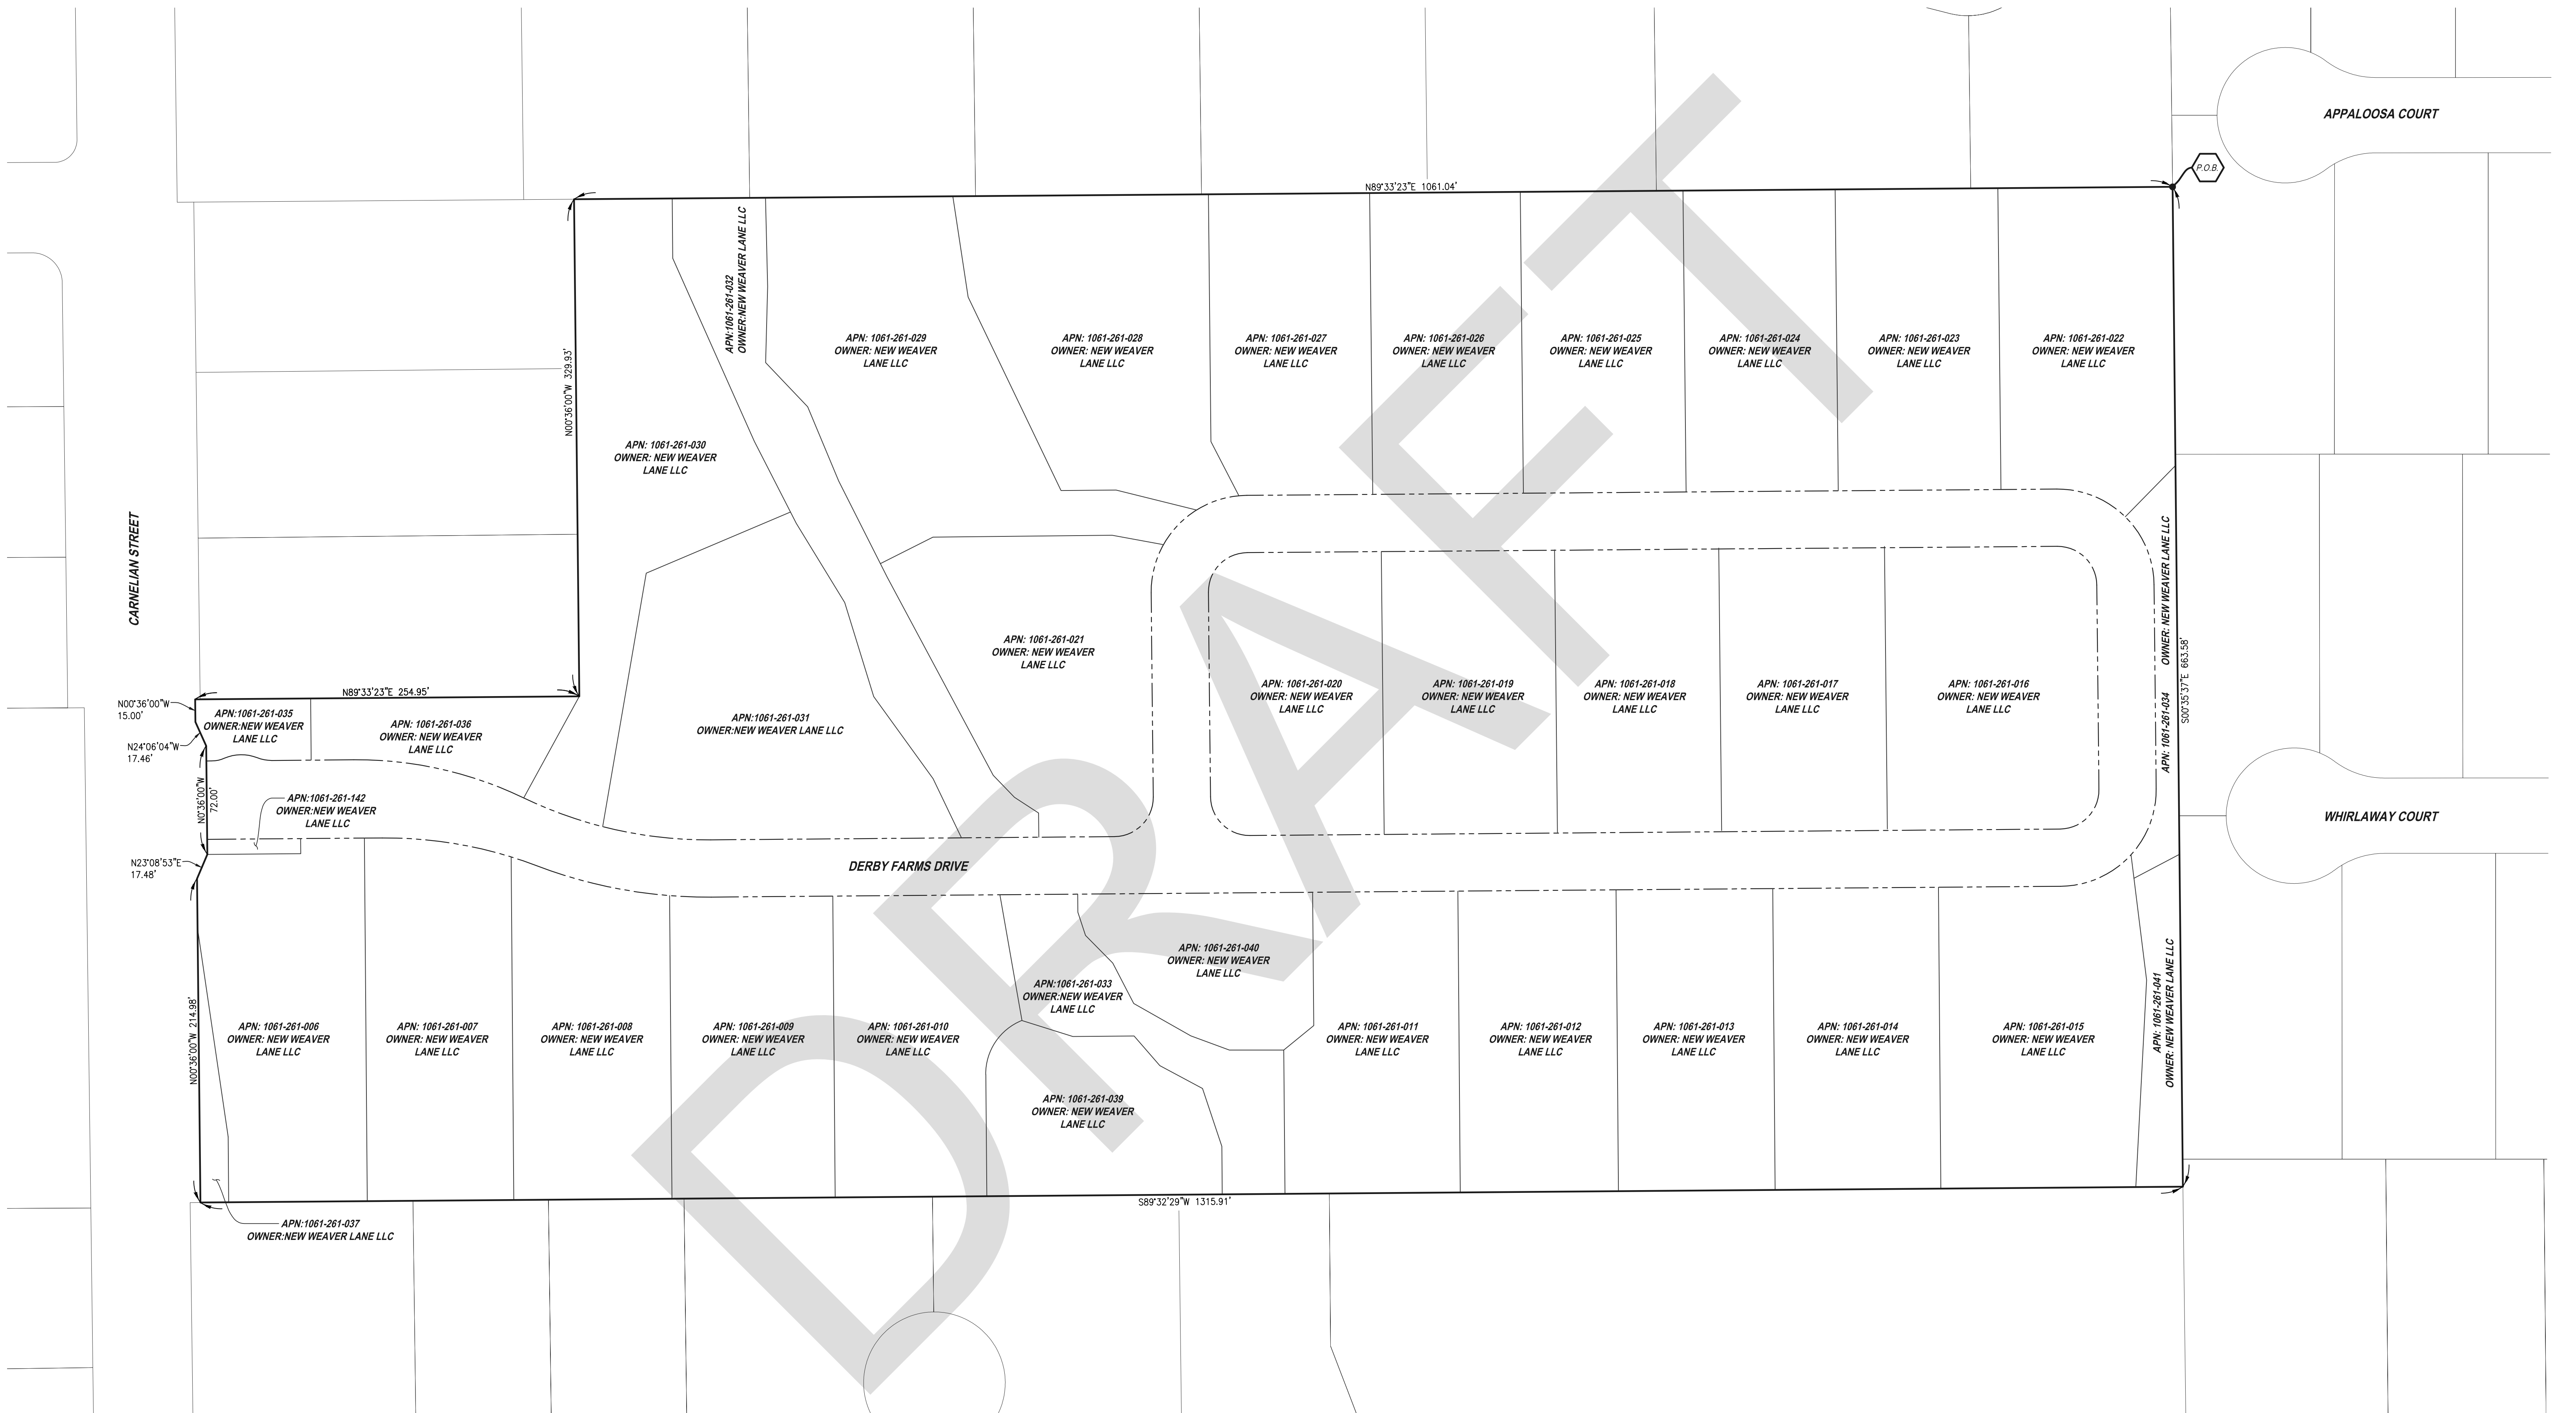 APPALOOSA COURT
P.O.B.
N89°33'23"E 1061.04'
APN:1061-261-032
OWNER:NEW WEAVER LANE LLC
APN: 1061-261-029
OWNER: NEW WEAVER
LANE LLC
APN: 1061-261-028
OWNER: NEW WEAVER
LANE LLC
APN: 1061-261-027
OWNER: NEW WEAVER
LANE LLC
APN: 1061-261-026
OWNER: NEW WEAVER
LANE LLC
APN: 1061-261-025
OWNER: NEW WEAVER
LANE LLC
APN: 1061-261-024
OWNER: NEW WEAVER
LANE LLC
APN: 1061-261-023
OWNER: NEW WEAVER
LANE LLC
APN: 1061-261-022
OWNER: NEW WEAVER
LANE LLC
N00°36'00"W 329.93'
APN: 1061-261-030
OWNER: NEW WEAVER
LANE LLC
CARNELIAN STREET
APN: 1061-261-021
OWNER: NEW WEAVER
LANE LLC
APN: 1061-261-034 OWNER: NEW WEAVER LANE LLC
S00°35'37"E 663.58'
N89°33'23"E 254.95'
N00°36'00"W
15.00'
N24°06'04"W
17.46'
N0°36'00"W
72.00'
N23°08'53"E
17.48'
APN:1061-261-035
OWNER:NEW WEAVER
LANE LLC
APN: 1061-261-036
OWNER: NEW WEAVER
LANE LLC
APN:1061-261-031
OWNER:NEW WEAVER LANE LLC
APN: 1061-261-020
OWNER: NEW WEAVER
LANE LLC
APN: 1061-261-019
OWNER: NEW WEAVER
LANE LLC
APN: 1061-261-018
OWNER: NEW WEAVER
LANE LLC
APN: 1061-261-017
OWNER: NEW WEAVER
LANE LLC
APN: 1061-261-016
OWNER: NEW WEAVER
LANE LLC
APN:1061-261-142
OWNER:NEW WEAVER
LANE LLC
WHIRLAWAY COURT
DERBY FARMS DRIVE
APN: 1061-261-040
OWNER: NEW WEAVER
LANE LLC
APN:1061-261-033
OWNER:NEW WEAVER
LANE LLC
N00°36'00"W 214.98'
APN: 1061-261-006
OWNER: NEW WEAVER
LANE LLC
APN: 1061-261-007
OWNER: NEW WEAVER
LANE LLC
APN: 1061-261-008
OWNER: NEW WEAVER
LANE LLC
APN: 1061-261-009
OWNER: NEW WEAVER
LANE LLC
APN: 1061-261-010
OWNER: NEW WEAVER
LANE LLC
APN: 1061-261-011
OWNER: NEW WEAVER
LANE LLC
APN: 1061-261-012
OWNER: NEW WEAVER
LANE LLC
APN: 1061-261-013
OWNER: NEW WEAVER
LANE LLC
APN: 1061-261-014
OWNER: NEW WEAVER
LANE LLC
APN: 1061-261-015
OWNER: NEW WEAVER
LANE LLC
APN: 1061-261-041
OWNER: NEW WEAVER LANE LLC
APN: 1061-261-039
OWNER: NEW WEAVER
LANE LLC
S89°32'29"W 1315.91'
APN:1061-261-037
OWNER:NEW WEAVER LANE LLC
DRAFT